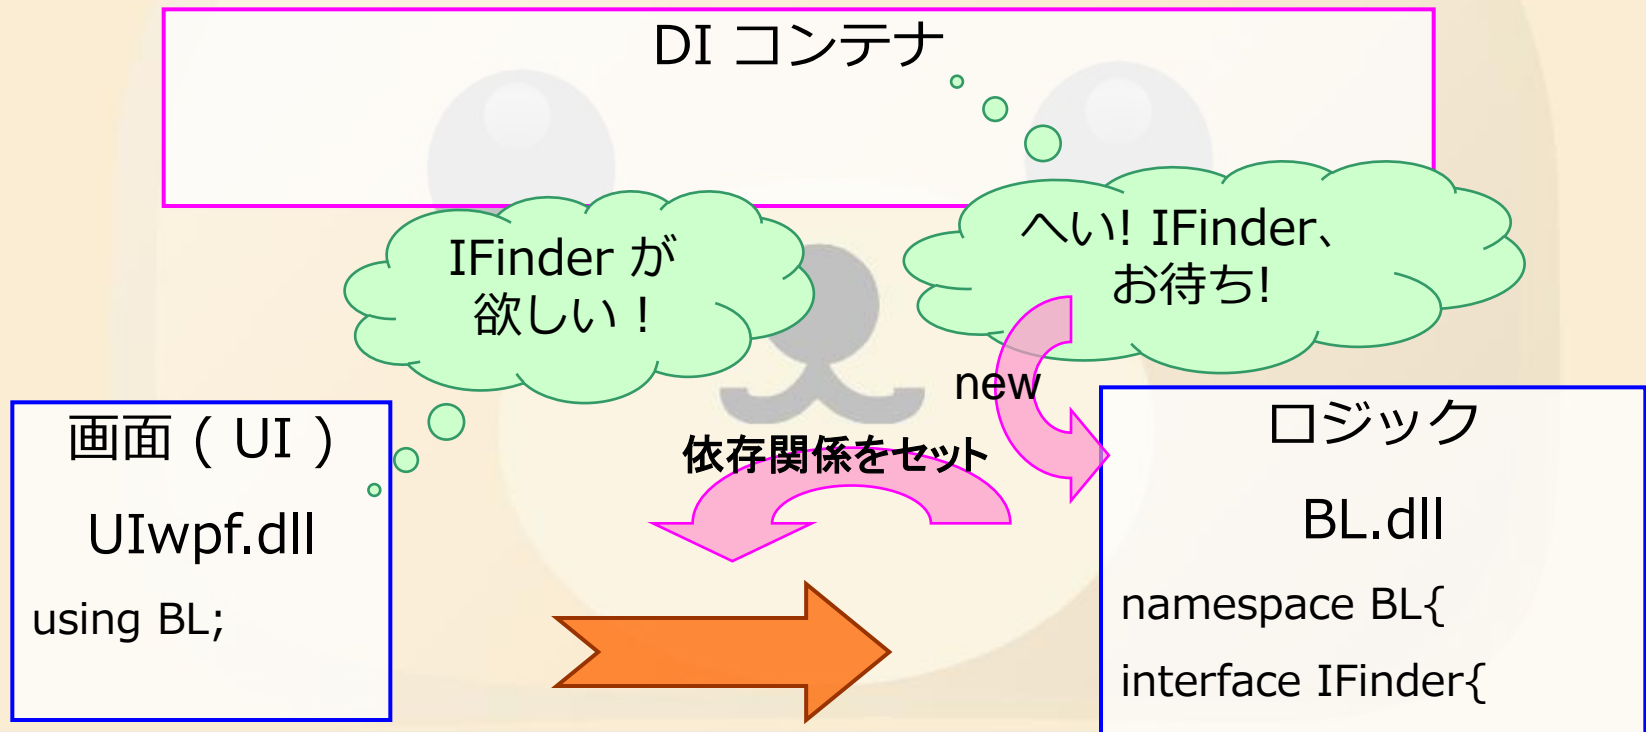 DI コンテナ
IFinder が
欲しい！
へい! IFinder、
お待ち!
new
依存関係をセット
画面 ( UI )
UIwpf.dll
using BL;
ロジック
BL.dll
namespace BL{
interface IFinder{